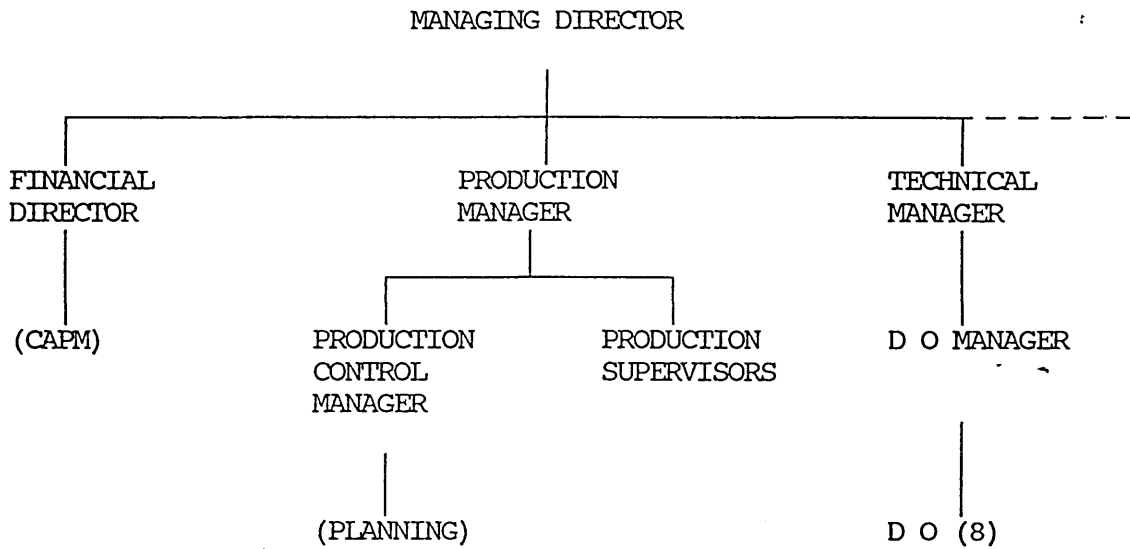 MANAGING DIRECTOR
FINANCIAL
DIRECTOR
PRODUCTION
MANAGER
TECHNICAL
MANAGER
(CAPM)
PRODUCTION
CONTROL
MANAGER
PRODUCTION
SUPERVISORS
D O MANAGER
(PLANNING)
D O (8)